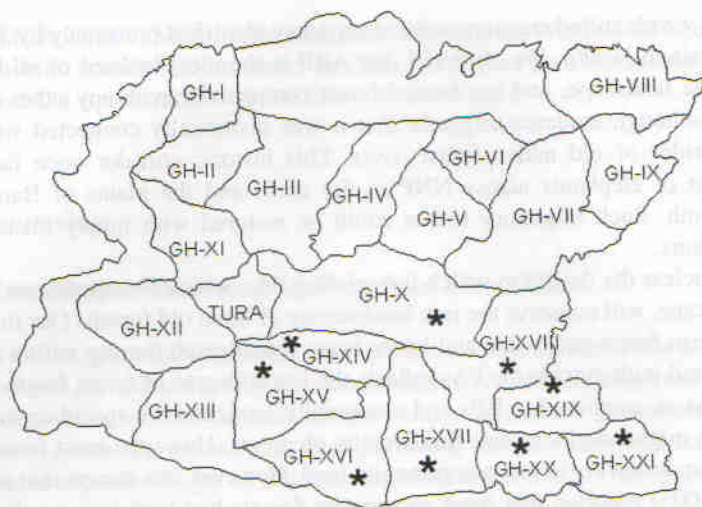 GH-I
GH-VIII
GH-II
GH-III
GH-IV
GH-VI
GH-IX
GH-V
GH-VII
GH-XI
GH-X
TURA
GH-XII
*
GH-XVIII
*
GH-XIV
*
*
*
GH-XV
GH-XIII
GH-XIX
GH-XVII
*
*
GH-XVI
*
*
GH-XX
GH-XXI